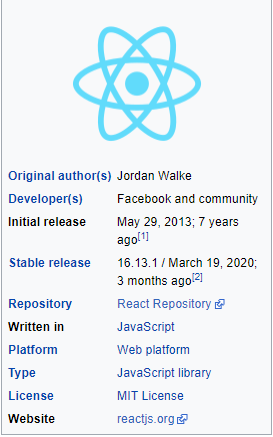 Original author(s) Jordan Walke
Developer(s) Facebook and community
Initial release May 29, 2013; 7 years
ago[1]
Stable release 16.13.1 / March 19, 2020;
3 months ago[2]
Repository React Repository
Written in JavaScript
Platform Web platform
Type JavaScript library
License MIT License
Website reactjs.org